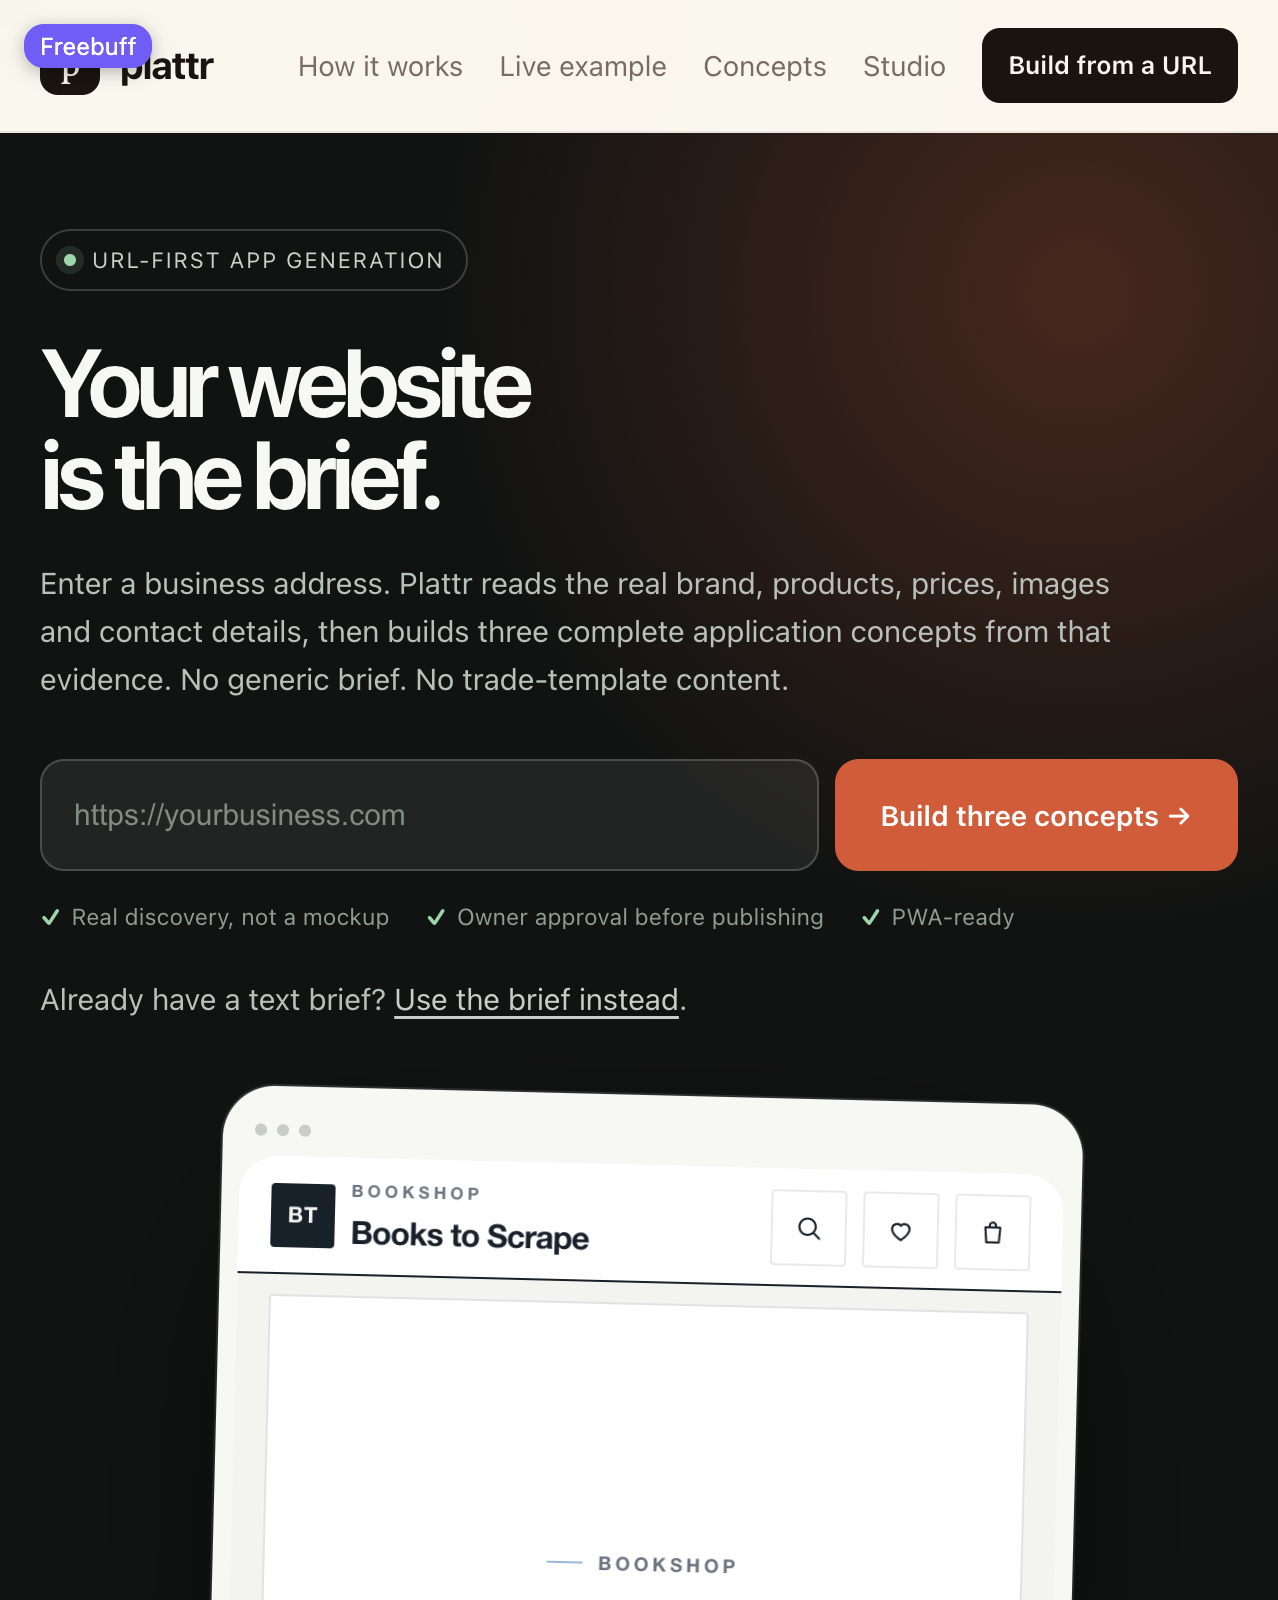 Freebuff
plattr
How it works
Live example
Concepts
Studio
Build from a URL
URL-FIRST APP GENERATION
Your website
is the brief.
Enter a business address. Plattr reads the real brand, products, prices, images
and contact details, then builds three complete application concepts from that
evidence. No generic brief. No trade-template content.
https://yourbusiness.com
Build three concepts →
Real discovery, not a mockup
Owner approval before publishing
PWA-ready
Already have a text brief? Use the brief instead.
BT
BOOKSHOP
Books to Scrape
BOOKSHOP